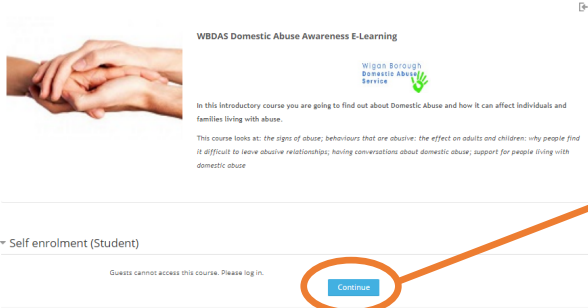 WBDAS Domestic Abuse Awareness E-Learning
Wigan Borough
Domestic Abuse
Service
In this introductory course you are going to find out about Domestic Abuse and how it can affect individuals and
families living with abuse.
This course looks at: the signs of abuse; behaviours that are abusive: the effect on adults and children: why people find
it difficult to leave abusive relationships; having conversations about domestic abuse; support for people living with
domestic abuse
Self enrolment (Student)
Guests cannot access this course. Please log in.
Continue